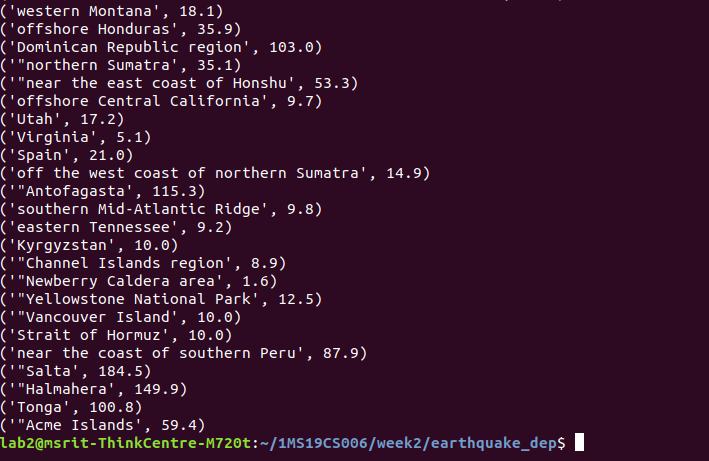 ('western Montana', 18.1)
('offshore Honduras', 35.9)
('Dominican Republic region', 103.0)
('"northern Sumatra', 35.1)
('"near the east coast of Honshu', 53.3)
('offshore Central California', 9.7)
('Utah', 17.2)
('Virginia', 5.1)
('Spain', 21.0)
('off the west coast of northern Sumatra', 14.9)
('"Antofagasta', 115.3)
('southern Mid-Atlantic Ridge', 9.8)
('eastern Tennessee', 9.2)
('Kyrgyzstan', 10.0)
('"Channel Islands region', 8.9)
('"Newberry Caldera area', 1.6)
('"Yellowstone National Park', 12.5)
('"Vancouver Island', 10.0)
('Strait of Hormuz', 10.0)
('near the coast of southern Peru', 87.9)
('"Salta', 184.5)
('"Halmahera', 149.9)
('Tonga', 100.8)
('"Acme Islands', 59.4)
lab2@msrit-ThinkCentre-M720t:~/1MS19CS006/week2/earthquake_dep$